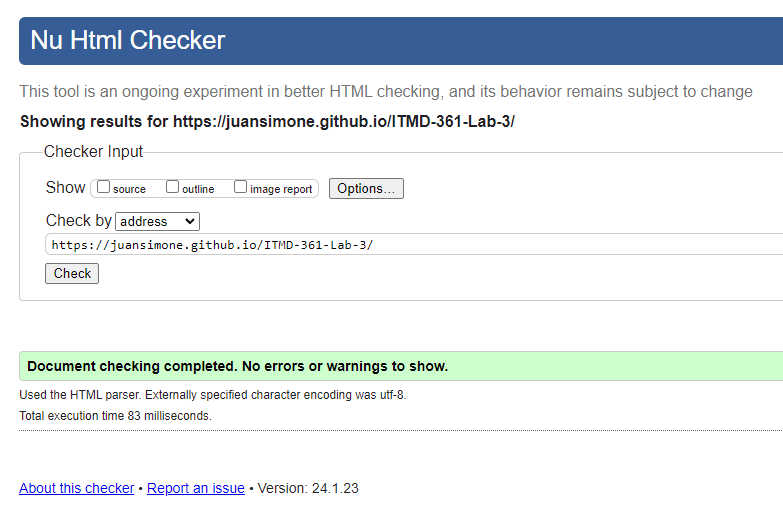 Nu Html Checker
This tool is an ongoing experiment in better HTML checking, and its behavior remains subject to change
Showing results for https://juansimone.github.io/ITMD-361-Lab-3/
Checker Input
Show source outline image report Options...
Check by address
https://juansimone.github.io/ITMD-361-Lab-3/
Check
Document checking completed. No errors or warnings to show.
Used the HTML parser. Externally specified character encoding was utf-8.
Total execution time 83 milliseconds.
About this checker • Report an issue • Version: 24.1.23